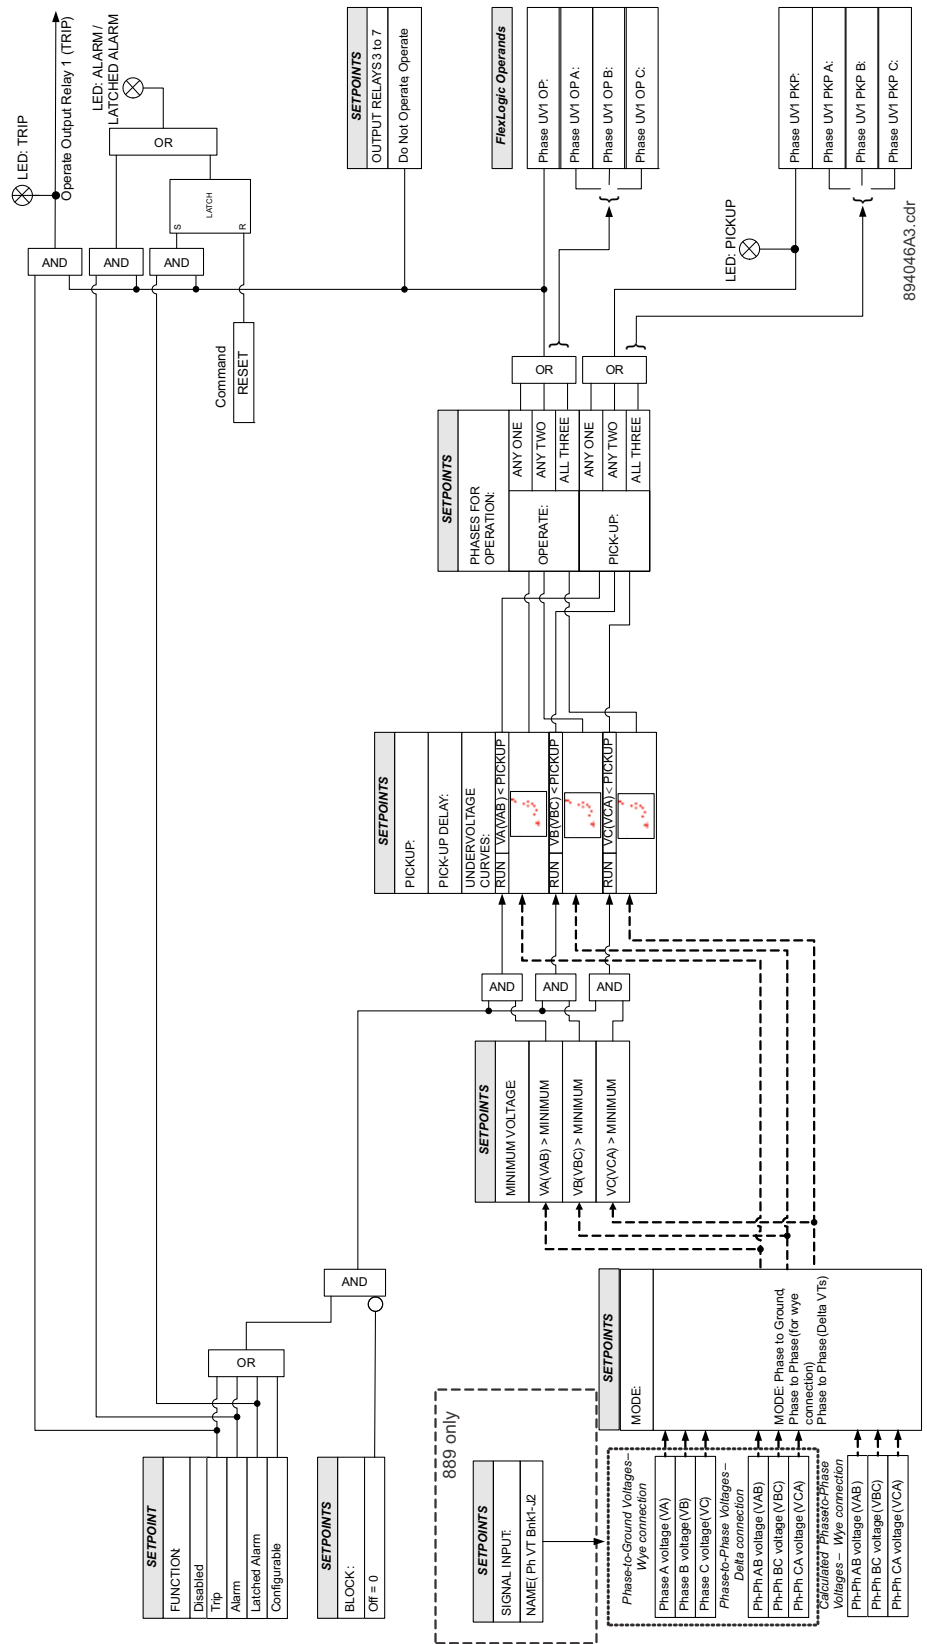 SETPOINT
FUNCTION:
Disabled
Trip
Alarm
Latched Alarm
Configurable
SETPOINTS
BLOCK:
Off = 0
OR
AND
889 only
SETPOINTS
SIGNAL INPUT:
NAME( Ph VT Bnk1-J2
Phase-to-Ground Voltages –
Wye connection
Phase A voltage (VA)
Phase B voltage (VB)
Phase C voltage (VC)
Phase-to-Phase Voltages –
Delta connection
Ph-Ph AB voltage (VAB)
Ph-Ph BC voltage (VBC)
Ph-Ph CA voltage (VCA)
Calculated Phase-to-Phase
Voltages – Wye connection
Ph-Ph AB voltage (VAB)
Ph-Ph BC voltage (VBC)
Ph-Ph CA voltage (VCA)
SETPOINTS
MODE:
MODE: Phase to Ground,
Phase to Phase (for wye
connection)
Phase to Phase (Delta VTs)
SETPOINTS
MINIMUM VOLTAGE:
VA(VAB) > MINIMUM
VB(VBC) > MINIMUM
VC(VCA) > MINIMUM
AND
AND
AND
SETPOINTS
PICKUP:
PICK-UP DELAY:
UNDERVOLTAGE
CURVES:
RUN VA(VAB) < PICKUP
RUN VB(VBC) < PICKUP
RUN VC(VCA) < PICKUP
SETPOINTS
PHASES FOR
OPERATION:
OPERATE:
ANY ONE
ANY TWO
ALL THREE
PICK-UP:
ANY ONE
ANY TWO
ALL THREE
OR
OR
Command
RESET
AND
AND
AND
S
R
LATCH
OR
LED: TRIP
Operate Output Relay 1 (TRIP)
LED: ALARM /
LATCHED ALARM
SETPOINTS
OUTPUT RELAYS 3 to 7
Do Not Operate, Operate
FlexLogic Operands
Phase UV1 OP:
Phase UV1 OP A:
Phase UV1 OP B:
Phase UV1 OP C:
LED: PICKUP
Phase UV1 PKP:
Phase UV1 PKP A:
Phase UV1 PKP B:
Phase UV1 PKP C:
894046A3.cdr